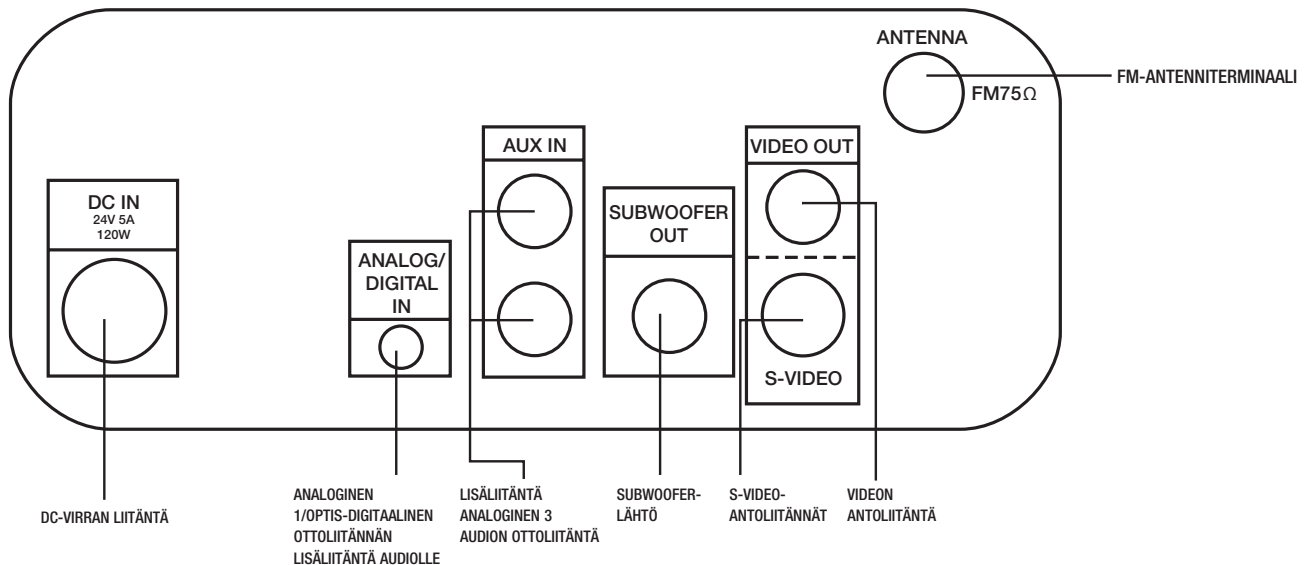 ANTENNA
FM75Ω
FM-ANTENNITERMINAALI
DC IN
24V 5A
120W
ANALOG/
DIGITAL
IN
AUX IN
SUBWOOFER
OUT
VIDEO OUT
S-VIDEO
DC-VIRRAN LIITÄNTÄ
ANALOGINEN
1/OPTIS-DIGITAALINEN
OTTOLIITÄNNÄN
LISÄLIITÄNTÄ AUDIOLLE
LISÄLIITÄNTÄ
ANALOGINEN 3
AUDION OTTOLIITÄNTÄ
SUBWOOFER-
LÄHTÖ
S-VIDEO-
ANTOLIITÄNNÄT
VIDEON
ANTOLIITÄNTÄ